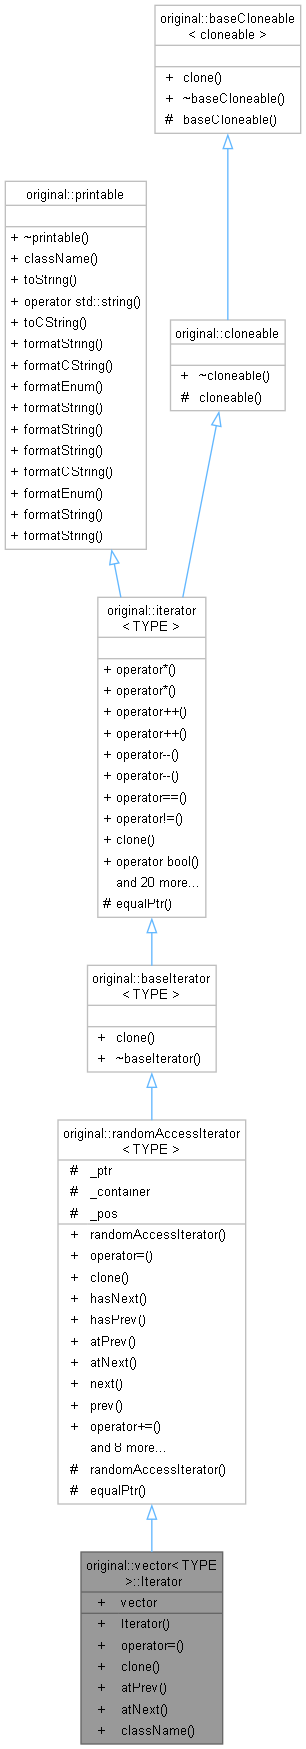 original::baseCloneable
< cloneable >
+ clone()
+ ~baseCloneable()
# baseCloneable()
original::printable
+ ~printable()
+ className()
+ toString()
+ operator std::string()
+ toCString()
+ formatString()
+ formatCString()
+ formatEnum()
+ formatString()
+ formatString()
+ formatString()
+ formatCString()
+ formatEnum()
+ formatString()
+ formatString()
original::cloneable
+ ~cloneable()
# cloneable()
original::iterator
< TYPE >
+ operator*()
+ operator*()
+ operator++()
+ operator++()
+ operator--()
+ operator--()
+ operator==()
+ operator!=()
+ clone()
+ operator bool()
and 20 more...
# equalPtr()
original::baseIterator
< TYPE >
+ clone()
+ ~baseIterator()
original::randomAccessIterator
< TYPE >
# _ptr
# _container
# _pos
+ randomAccessIterator()
+ operator=()
+ clone()
+ hasNext()
+ hasPrev()
+ atPrev()
+ atNext()
+ next()
+ prev()
+ operator+=()
and 8 more...
# randomAccessIterator()
# equalPtr()
original::vector< TYPE
>::Iterator
+ vector
+ Iterator()
+ operator=()
+ clone()
+ atPrev()
+ atNext()
+ className()